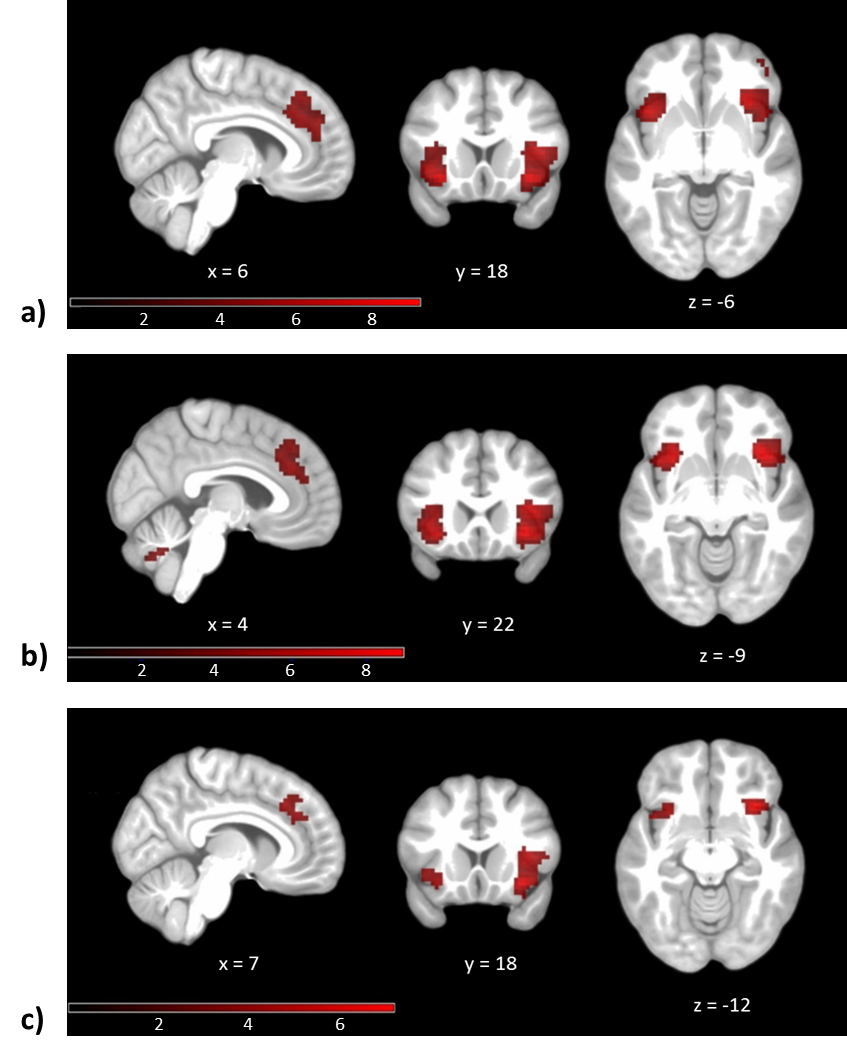 x = 6
y = 18
z = -6
2 4 6 8
a)
x = 4
y = 22
z = -9
2 4 6 8
b)
x = 7
y = 18
z = -12
2 4 6
c)